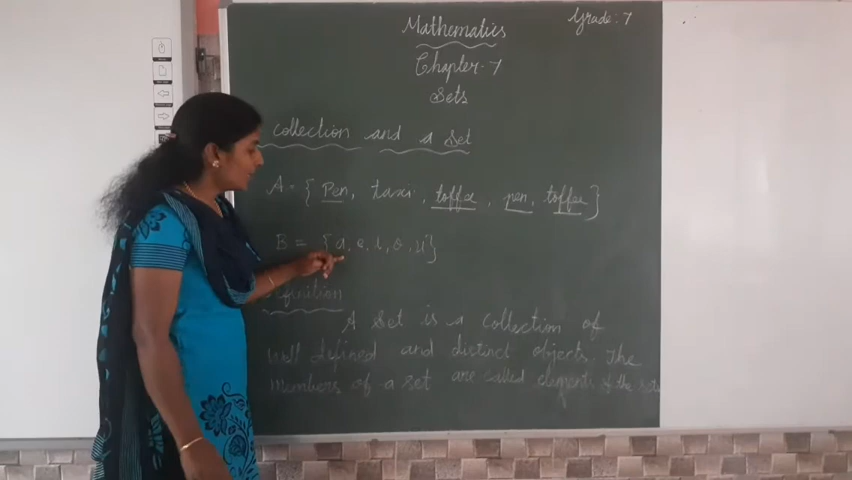 Mathematics
Grade: 7
Chapter-7
Sets
Collection and a Set
A = { Pen, taxi, toffee, pen, toffee }
B = { a, e, i, o, u }
Definition
A set is a collection of
well defined and distinct objects. The
members of a set are called elements of the set